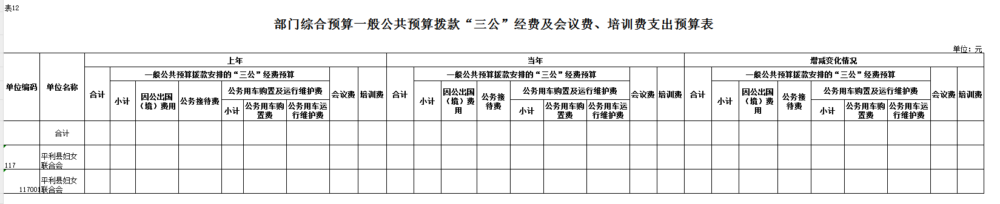 表12
部门综合预算一般公共预算拨款“三公”经费及会议费、培训费支出预算表
单位：元
单位编码 单位名称 上年 当年 增减变化情况
合计 一般公共预算拨款安排的“三公”经费预算 会议费 培训费 合计 一般公共预算拨款安排的“三公”经费预算 会议费 培训费 合计 一般公共预算拨款安排的“三公”经费预算 会议费 培训费
小计 因公出国（境）费用 公务接待费 公务用车购置及运行维护费 小计 因公出国（境）费用 公务接待费 公务用车购置及运行维护费 小计 因公出国（境）费用 公务接待费 公务用车购置及运行维护费
小计 公务用车购置费 公务用车运行维护费 小计 公务用车购置费 公务用车运行维护费 小计 公务用车购置费 公务用车运行维护费
合计
117 平利县妇女联合会
117001 平利县妇女联合会